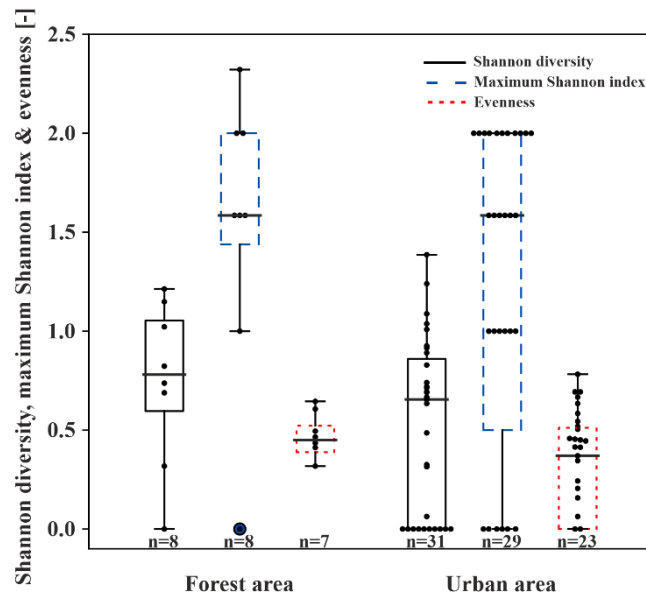 Shannon diversity, maximum Shannon index & evenness [-]
2.5
2.0
1.5
1.0
0.5
0.0
Shannon diversity
Maximum Shannon index
Evenness
n=8
n=8
n=7
n=31
n=29
n=23
Forest area
Urban area